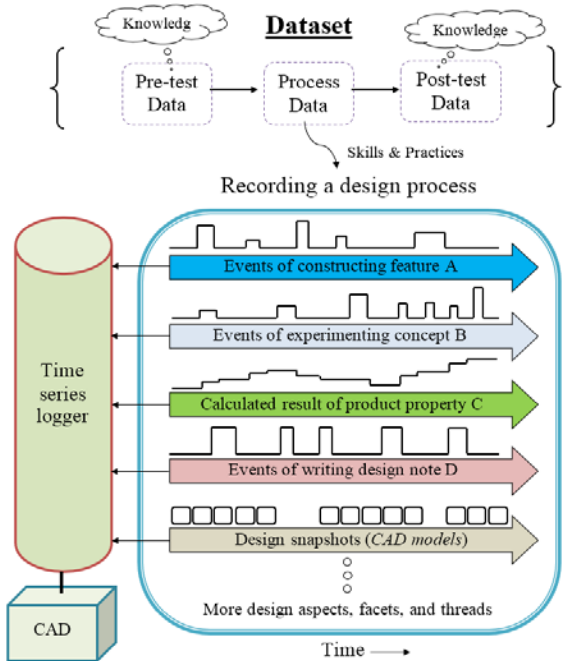 Dataset
Knowledg
Knowledge
Pre-test
Data
Process
Data
Post-test
Data
Skills & Practices
Recording a design process
Events of constructing feature A
Events of experimenting concept B
Time
series
logger
Calculated result of product property C
Events of writing design note D
Design snapshots (CAD models)
More design aspects, facets, and threads
CAD
Time